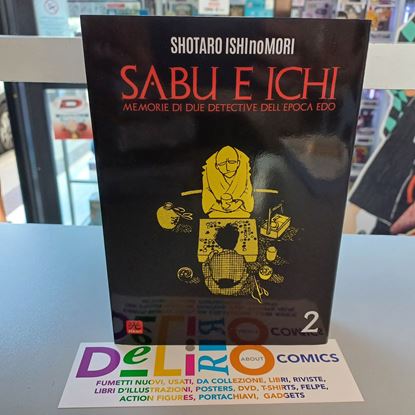 SHOTARO ISHInoMORI
SABU E ICHI
MEMORIE DI DUE DETECTIVE DELL'EPOCA EDO
2
DeLiRIO
ABOUT
COMICS
FUMETTI NUOVI, USATI, DA COLLEZIONE, LIBRI, RIVISTE,
LIBRI D'ILLUSTRAZIONI, POSTERS, DVD, T-SHIRTS, FELPE,
ACTION FIGURES, PORTACHIAVI, GADGETS